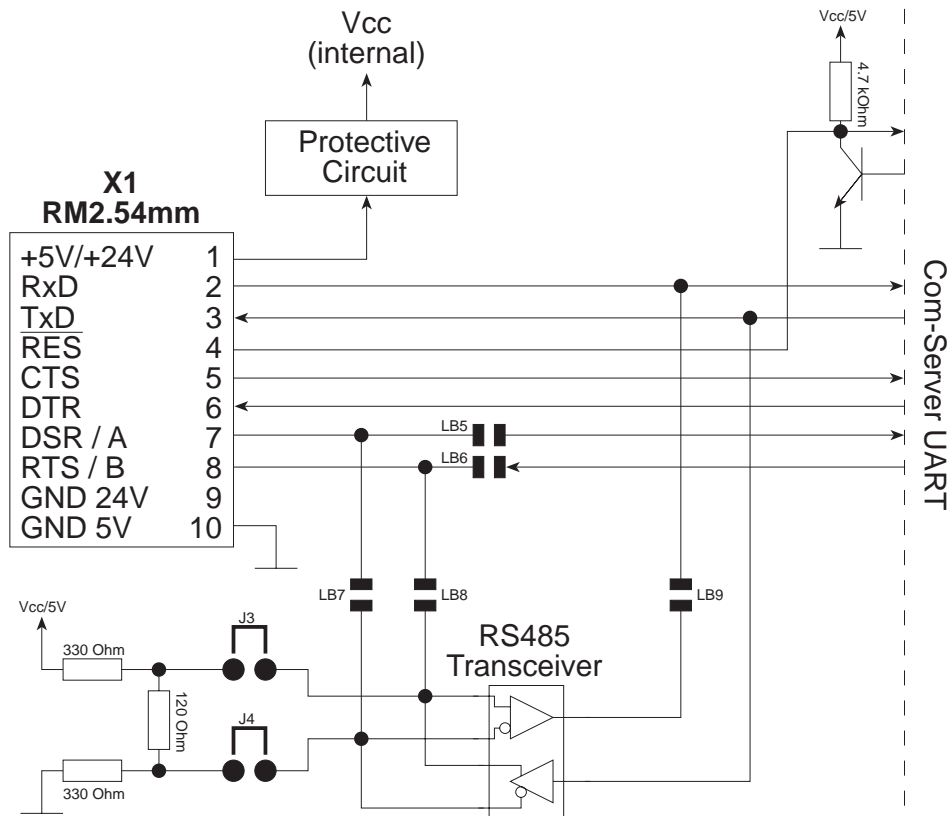 Vcc
(internal)
Vcc/5V
4.7 kOhm
Protective
Circuit
X1
RM2.54mm
+5V/+24V 1
RxD 2
TxD 3
RES 4
CTS 5
DTR 6
DSR / A 7
RTS / B 8
GND 24V 9
GND 5V 10
LB5
LB6
Com-Server UART
LB7
LB8
LB9
Vcc/5V
J3
330 Ohm
120 Ohm
J4
330 Ohm
RS485
Transceiver